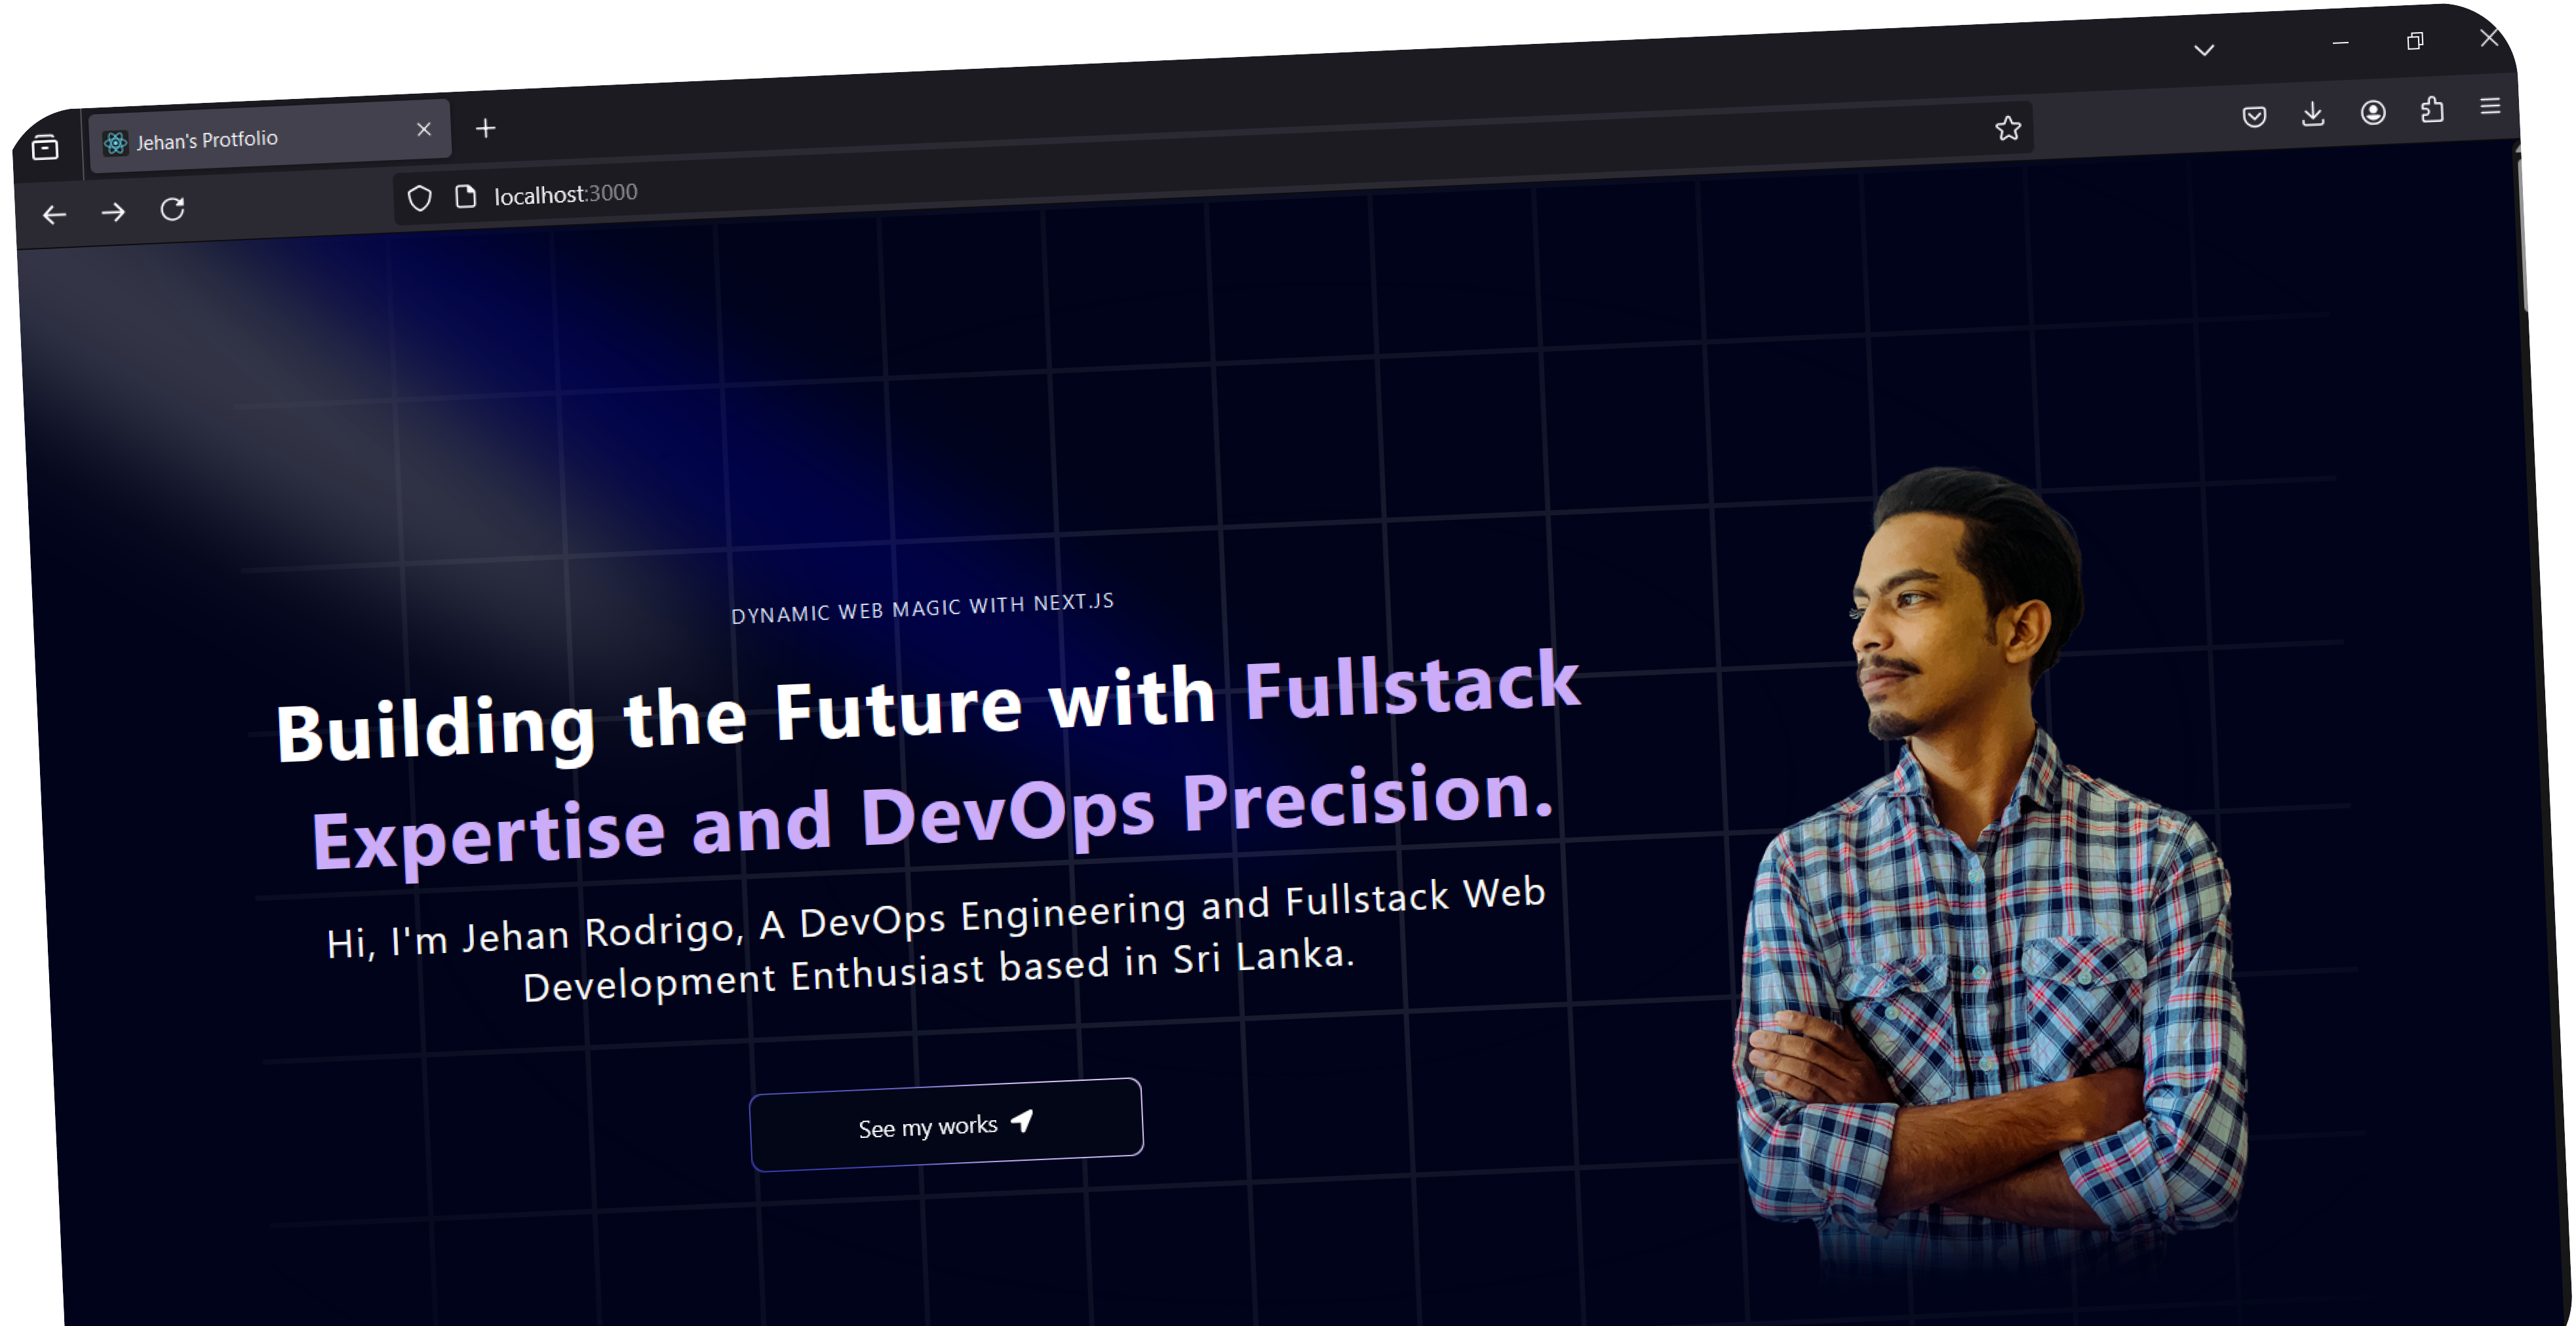 Jehan's Protfolio
localhost:3000
DYNAMIC WEB MAGIC WITH NEXT.JS
Building the Future with Fullstack
Expertise and DevOps Precision.
Hi, I'm Jehan Rodrigo, A DevOps Engineering and Fullstack Web
Development Enthusiast based in Sri Lanka.
See my works